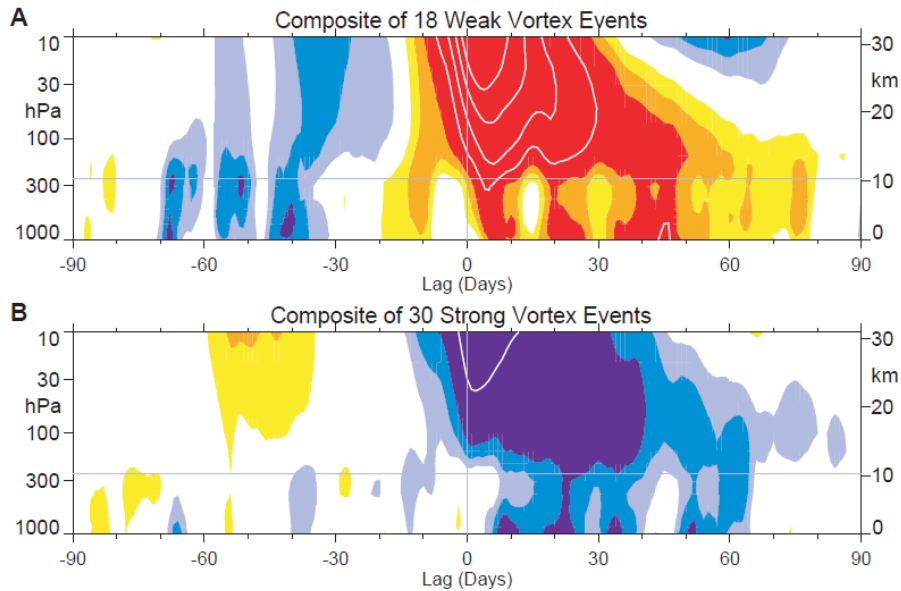 A
Composite of 18 Weak Vortex Events
10
30
hPa
100
300
1000
30
km
20
10
0
-90 -60 -30 0 30 60 90
Lag (Days)
B
Composite of 30 Strong Vortex Events
10
30
hPa
100
300
1000
30
km
20
10
0
-90 -60 -30 0 30 60 90
Lag (Days)